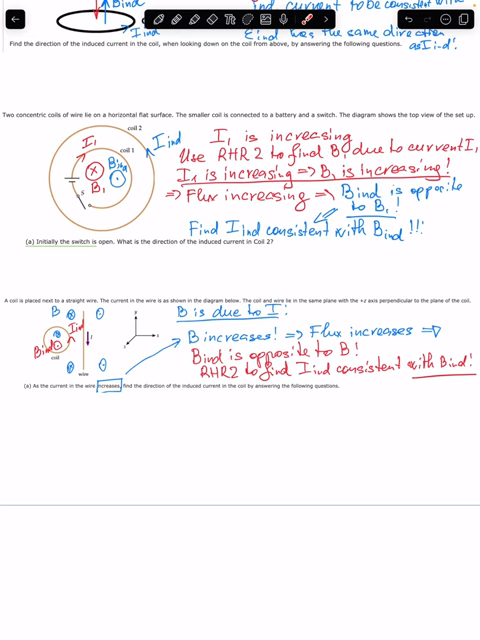 Bind
Iind
ind current to be consistent with
Eind has the same direction
as Iind!
Find the direction of the induced current in the coil, when looking down on the coil from above, by answering the following questions.
Two concentric coils of wire lie on a horizontal flat surface. The smaller coil is connected to a battery and a switch. The diagram shows the top view of the set up.
coil 2
I1
coil 1
Iind
Bind
B1
S
I1 is increasing
Use RHR 2 to find B1 due to current I1
I1 is increasing => B1 is increasing!
=> Flux increasing => Bind is opposite
to B1!
Find Iind consistent with Bind!!!
(a) Initially the switch is open. What is the direction of the induced current in Coil 2?
A coil is placed next to a straight wire. The current in the wire is as shown in the diagram below. The coil and wire lie in the same plane with the +z axis perpendicular to the plane of the coil.
B
Iind
Bind
coil
I
wire
y
x
z
B is due to I!
B increases! => Flux increases =>
Bind is opposite to B!
RHR2 to find Iind consistent with Bind!
(a) As the current in the wire increases, find the direction of the induced current in the coil by answering the following questions.